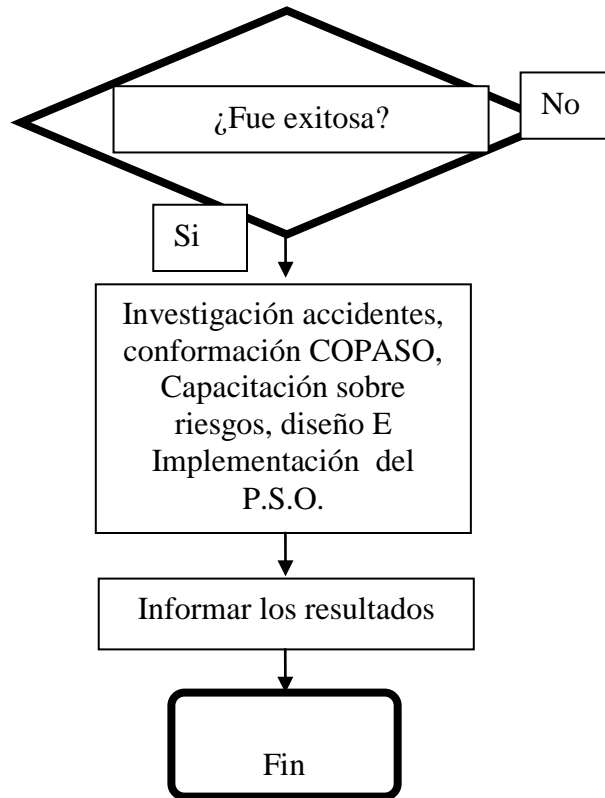 ¿Fue exitosa?
No
Si
Investigación accidentes,
conformación COPASO,
Capacitación sobre
riesgos, diseño E
Implementación del
P.S.O.
Informar los resultados
Fin